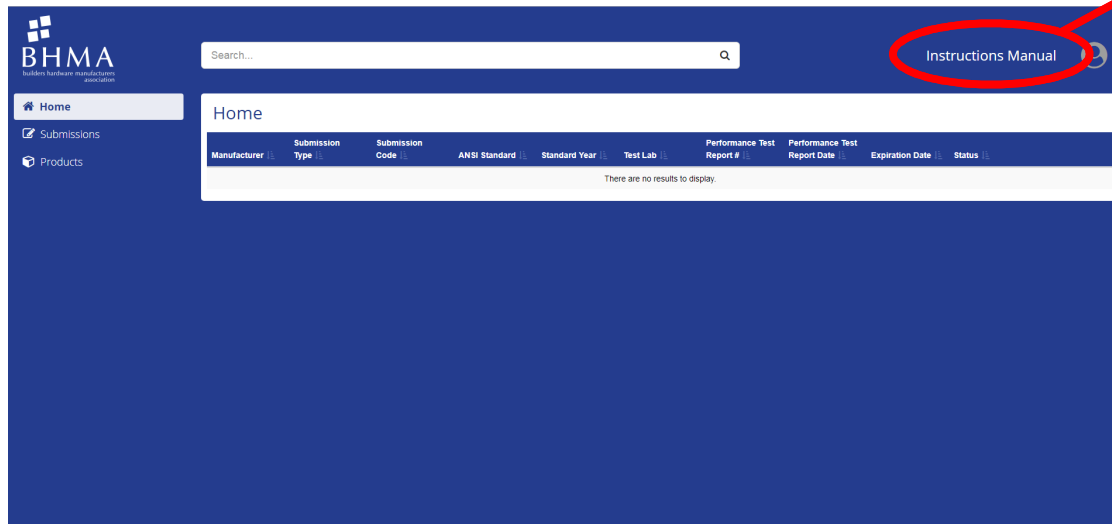 BHMA
builders hardware manufacturers
association
Search...
Instructions Manual
Home
Submissions
Products
Home
Manufacturer Submission Type Submission Code ANSI Standard Standard Year Test Lab Performance Test Report # Performance Test Report Date Expiration Date Status
There are no results to display.